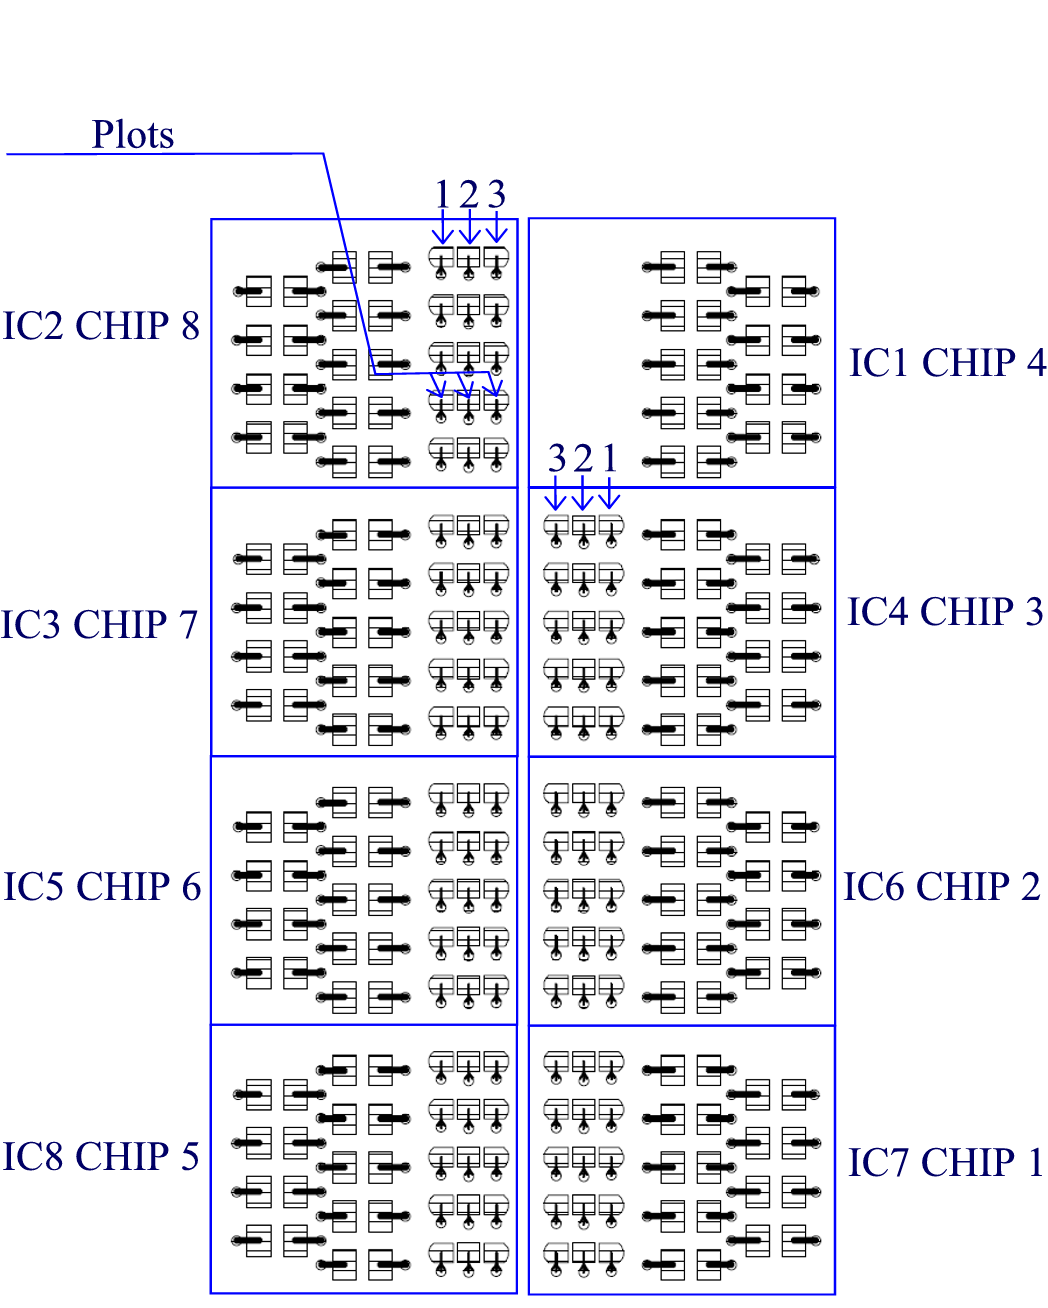 Plots
1 2 3
IC2 CHIP 8
IC1 CHIP 4
3 2 1
IC3 CHIP 7
IC4 CHIP 3
IC5 CHIP 6
IC6 CHIP 2
IC8 CHIP 5
IC7 CHIP 1